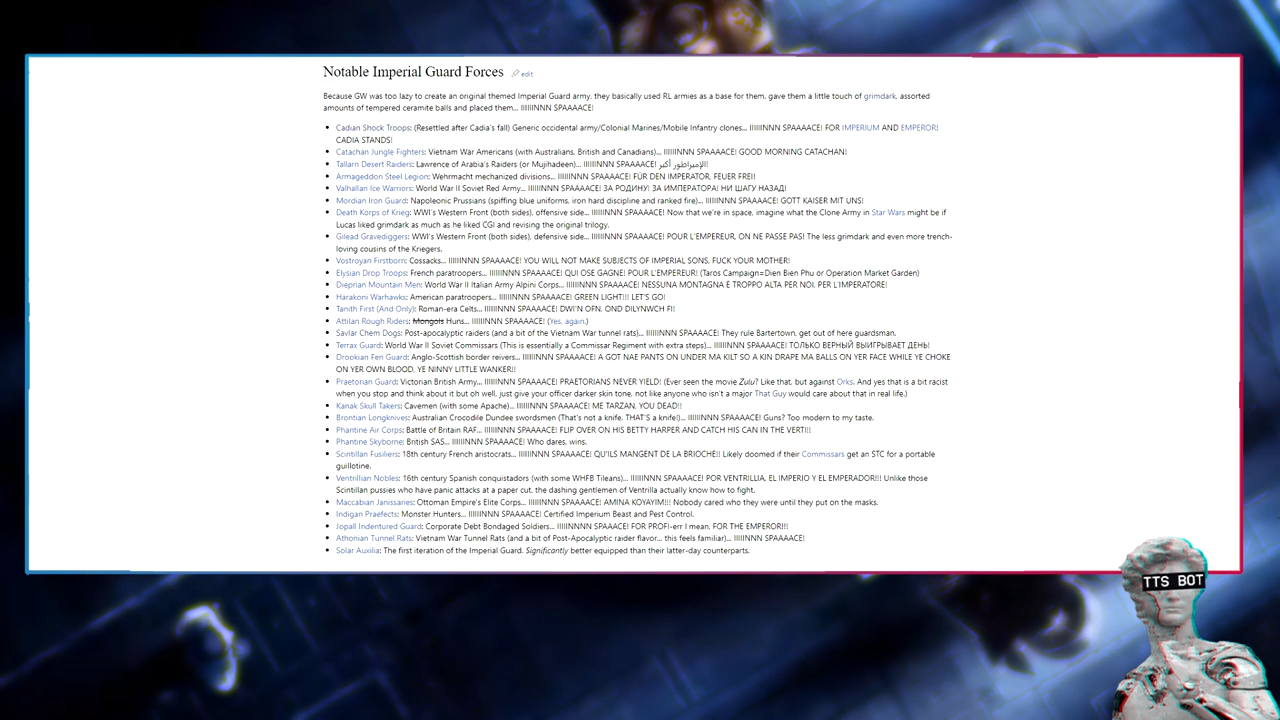 Notable Imperial Guard Forces edit
Because GW was too lazy to create an original themed Imperial Guard army, they basically used RL armies as a base for them, gave them a little touch of grimdark, assorted
amounts of tempered ceramite balls and placed them... IIIIIINNN SPAAAACE!
Cadian Shock Troops: (Resettled after Cadia's fall) Generic occidental army/Colonial Marines/Mobile Infantry clones... IIIIIINNN SPAAAACE! FOR IMPERIUM AND EMPEROR!
CADIA STANDS!
Catachan Jungle Fighters: Vietnam War Americans (with Australians, British and Canadians)... IIIIIINNN SPAAAACE! GOOD MORNING CATACHAN!
Tallarn Desert Raiders: Lawrence of Arabia's Raiders (or Mujihadeen)... IIIIIINNN SPAAAACE! الإمبراطور أكبر!!
Armageddon Steel Legion: Wehrmacht mechanized divisions... IIIIIINNN SPAAAACE! FÜR DEN IMPERATOR, FEUER FREI!
Valhallan Ice Warriors: World War II Soviet Red Army... IIIIIINNN SPAAAACE! ЗА РОДИНУ! ЗА ИМПЕРАТОРА! НИ ШАГУ НАЗАД!
Mordian Iron Guard: Napoleonic Prussians (spiffing blue uniforms, iron hard discipline and ranked fire)... IIIIIINNN SPAAAACE! GOTT KAISER MIT UNS!
Death Korps of Krieg: WWI's Western Front (both sides), offensive side... IIIIIINNN SPAAAACE! Now that we're in space, imagine what the Clone Army in Star Wars might be if
Lucas liked grimdark as much as he liked CGI and revising the original trilogy.
Gilead Gravediggers: WWI's Western Front (both sides), defensive side... IIIIIINNN SPAAAACE! POUR L'EMPEREUR, ON NE PASSE PAS! The less grimdark and even more trench-
loving cousins of the Kriegers.
Vostroyan Firstborn: Cossacks... IIIIIINNN SPAAAACE! YOU WILL NOT MAKE SUBJECTS OF IMPERIAL SONS, FUCK YOUR MOTHER!
Elysian Drop Troops: French paratroopers... IIIIIINNN SPAAAACE! QUI OSE GAGNE! POUR L'EMPEREUR! (Taros Campaign=Dien Bien Phu or Operation Market Garden)
Dieprian Mountain Men: World War II Italian Army Alpini Corps... IIIIIINNN SPAAAACE! NESSUNA MONTAGNA È TROPPO ALTA PER NOI, PER L'IMPERATORE!
Harakoni Warhawks: American paratroopers... IIIIIINNN SPAAAACE! GREEN LIGHT!!! LET'S GO!
Tanith First (And Only): Roman-era Celts... IIIIIINNN SPAAAACE! DWI'N OFN, OND DILYNWCH FI!
Attilan Rough Riders: Mongols Huns... IIIIIINNN SPAAAACE! (Yes, again.)
Savlar Chem Dogs: Post-apocalyptic raiders (and a bit of the Vietnam War tunnel rats)... IIIIIINNN SPAAAACE! They rule Bartertown, get out of here guardsman.
Terrax Guard: World War II Soviet Commissars (This is essentially a Commissar Regiment with extra steps)... IIIIIINNN SPAAAACE! ТОЛЬКО ВЕРНЫЙ ВЫИГРЫВАЕТ ДЕНЬ!
Drookian Fen Guard: Anglo-Scottish border reivers... IIIIIINNN SPAAAACE! A GOT NAE PANTS ON UNDER MA KILT SO A KIN DRAPE MA BALLS ON YER FACE WHILE YE CHOKE
ON YER OWN BLOOD, YE NINNY LITTLE WANKER!!
Praetorian Guard: Victorian British Army... IIIIIINNN SPAAAACE! PRAETORIANS NEVER YIELD! (Ever seen the movie Zulu? Like that, but against Orks. And yes that is a bit racist
when you stop and think about it but oh well, just give your officer darker skin tone, not like anyone who isn't a major That Guy would care about that in real life.)
Kanak Skull Takers: Cavemen (with some Apache)... IIIIIINNN SPAAAACE! ME TARZAN, YOU DEAD!!
Brontian Longknives: Australian Crocodile Dundee swordsmen (That's not a knife, THAT'S a knife!)... IIIIIINNN SPAAAACE! Guns? Too modern to my taste.
Phantine Air Corps: Battle of Britain RAF... IIIIIINNN SPAAAACE! FLIP OVER ON HIS BETTY HARPER AND CATCH HIS CAN IN THE VERTI!
Phantine Skyborne: British SAS... IIIIIINNN SPAAAACE! Who dares, wins.
Scintillan Fusiliers: 18th century French aristocrats... IIIIIINNN SPAAAACE! QU'ILS MANGENT DE LA BRIOCHE!! Likely doomed if their Commissars get an STC for a portable
guillotine.
Ventrillian Nobles: 16th century Spanish conquistadors (with some WHFB Tileans)... IIIIIINNN SPAAAACE! POR VENTRILLIA, EL IMPERIO Y EL EMPERADOR!!! Unlike those
Scintillan pussies who have panic attacks at a paper cut, the dashing gentlemen of Ventrilla actually know how to fight.
Maccabian Janissaries: Ottoman Empire's Elite Corps... IIIIIINNN SPAAAACE! AMINA KOYAYIM!!! Nobody cared who they were until they put on the masks.
Indigan Praefects: Monster Hunters... IIIIIINNN SPAAAACE! Certified Imperium Beast and Pest Control.
Jopall Indentured Guard: Corporate Debt Bondaged Soldiers... IIIIIINNNN SPAAACE! FOR PROFI-err I mean, FOR THE EMPEROR!!!
Athonian Tunnel Rats: Vietnam War Tunnel Rats (and a bit of Post-Apocalyptic raider flavor... this feels familiar)... IIIIIINNN SPAAAACE!
Solar Auxilia: The first iteration of the Imperial Guard. Significantly better equipped than their latter-day counterparts.
TTS BOT